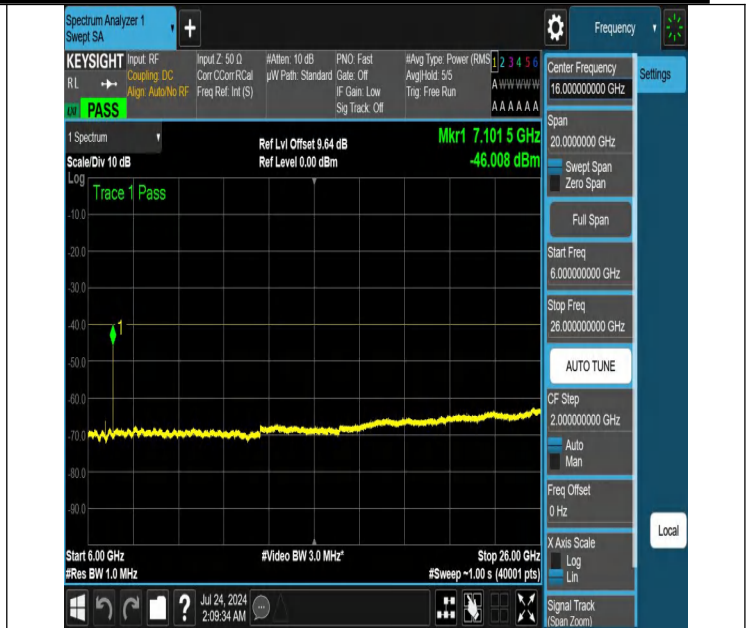 Spectrum Analyzer 1
Swept SA
Frequency
KEYSIGHT
RL
PASS
Input: RF
Coupling: DC
Align: Auto/No RF
Input Z: 50 Ω
Corr CCorr RCal
Freq Ref: Int (S)
#Atten: 10 dB
µW Path: Standard
PNO: Fast
Gate: Off
IF Gain: Low
Sig Track: Off
#Avg Type: Power (RMS
Avg|Hold: 5/5
Trig: Free Run
1 2 3 4 5 6
A W W W W W
A A A A A A
1 Spectrum
Scale/Div 10 dB
Ref Lvl Offset 9.64 dB
Ref Level 0.00 dBm
Mkr1 7.101 5 GHz
-46.008 dBm
Log
Trace 1 Pass
-10.0
-20.0
-30.0
-40.0
1
-50.0
-60.0
-70.0
-80.0
-90.0
Start 6.00 GHz
#Res BW 1.0 MHz
#Video BW 3.0 MHz*
Stop 26.00 GHz
#Sweep ~1.00 s (40001 pts)
Jul 24, 2024
2:09:34 AM
Center Frequency
16.000000000 GHz
Settings
Span
20.0000000 GHz
Swept Span
Zero Span
Full Span
Start Freq
6.000000000 GHz
Stop Freq
26.000000000 GHz
AUTO TUNE
CF Step
2.000000000 GHz
Auto
Man
Freq Offset
0 Hz
X Axis Scale
Log
Lin
Local
Signal Track
(Span Zoom)